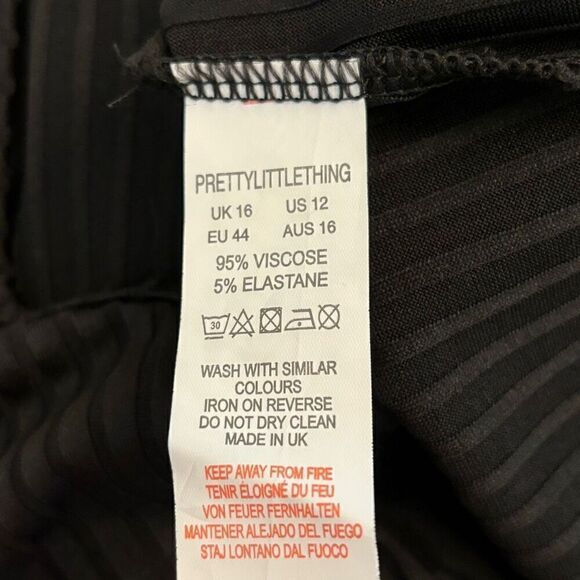 PRETTYLITTLETHING
UK 16 US 12
EU 44 AUS 16
95% VISCOSE
5% ELASTANE
30
WASH WITH SIMILAR
COLOURS
IRON ON REVERSE
DO NOT DRY CLEAN
MADE IN UK
KEEP AWAY FROM FIRE
TENIR ÉLOIGNÉ DU FEU
VON FEUER FERNHALTEN
MANTENER ALEJADO DEL FUEGO
STAJ LONTANO DAL FUOCO